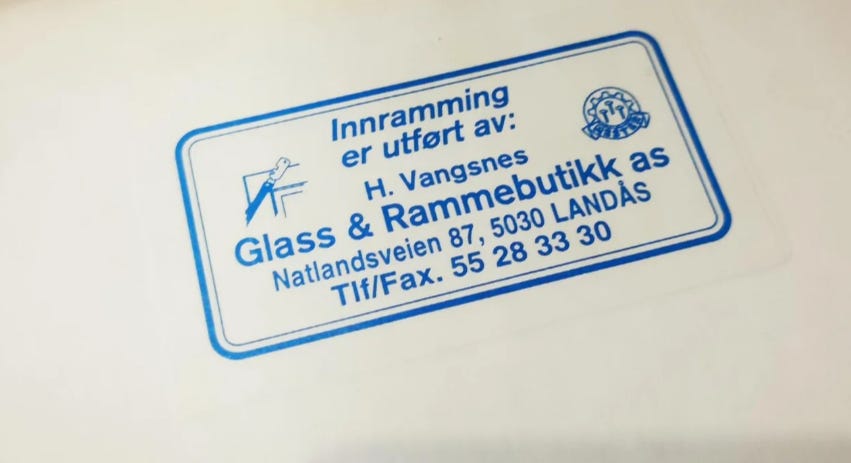 Innramming
er utført av:
H. Vangsnes
Glass & Rammebutikk as
Natlandsveien 87, 5030 LANDÅS
Tlf/Fax. 55 28 33 30